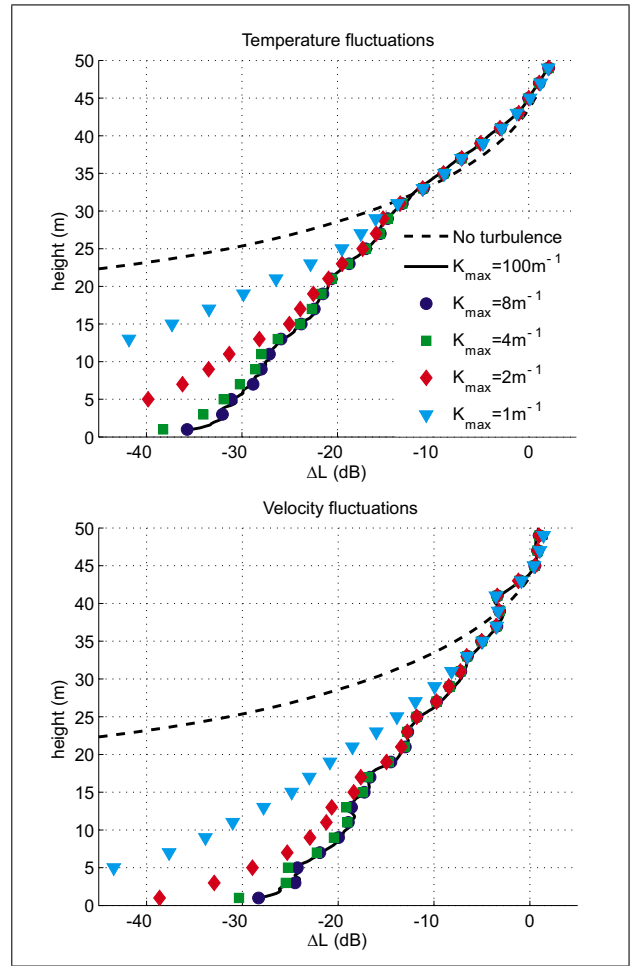 Temperature fluctuations
50
45
40
35
30
25
20
15
10
5
0
height (m)
No turbulence
K_max=100m^-1
K_max=8m^-1
K_max=4m^-1
K_max=2m^-1
K_max=1m^-1
-40 -30 -20 -10 0
ΔL (dB)
Velocity fluctuations
50
45
40
35
30
25
20
15
10
5
0
height (m)
-40 -30 -20 -10 0
ΔL (dB)